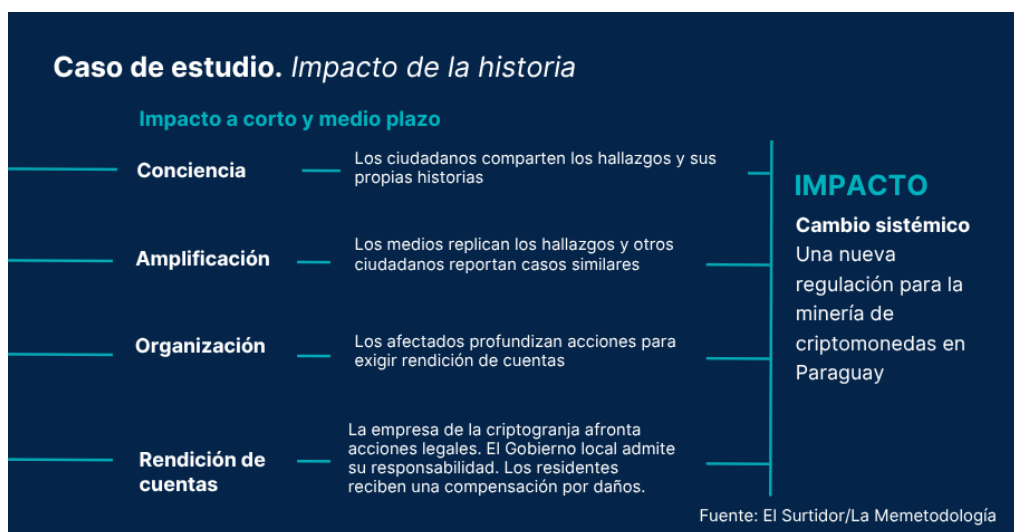 Caso de estudio. Impacto de la historia
Impacto a corto y medio plazo
Conciencia
Los ciudadanos comparten los hallazgos y sus
propias historias
Amplificación
Los medios replican los hallazgos y otros
ciudadanos reportan casos similares
Organización
Los afectados profundizan acciones para
exigir rendición de cuentas
Rendición de
cuentas
La empresa de la criptogranja afronta
acciones legales. El Gobierno local admite
su responsabilidad. Los residentes
reciben una compensación por daños.
IMPACTO
Cambio sistémico
Una nueva
regulación para la
minería de
criptomonedas en
Paraguay
Fuente: El Surtidor/La Memetodología